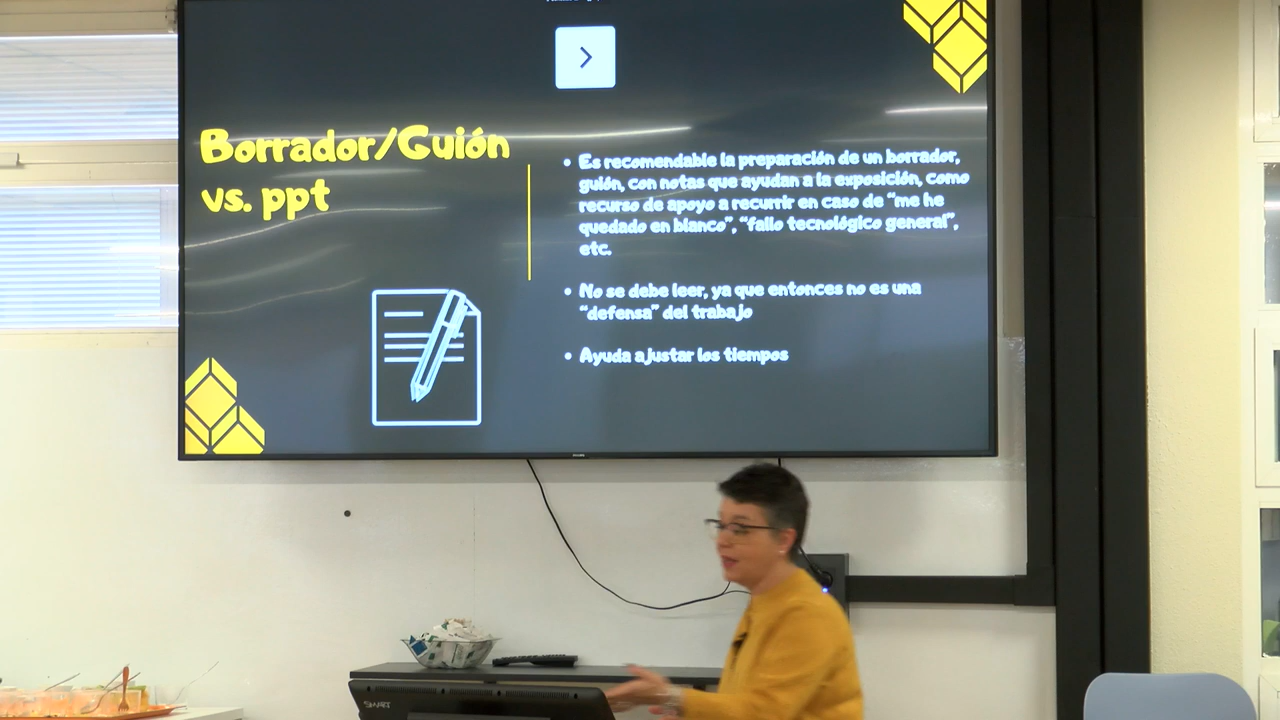 Borrador/Guión
vs. ppt
• Es recomendable la preparación de un borrador,
guión, con notas que ayudan a la exposición, como
recurso de apoyo a recurrir en caso de “me he
quedado en blanco”, “fallo tecnológico general”,
etc.
• No se debe leer, ya que entonces no es una
“defensa” del trabajo
• Ayuda ajustar los tiempos
SMART